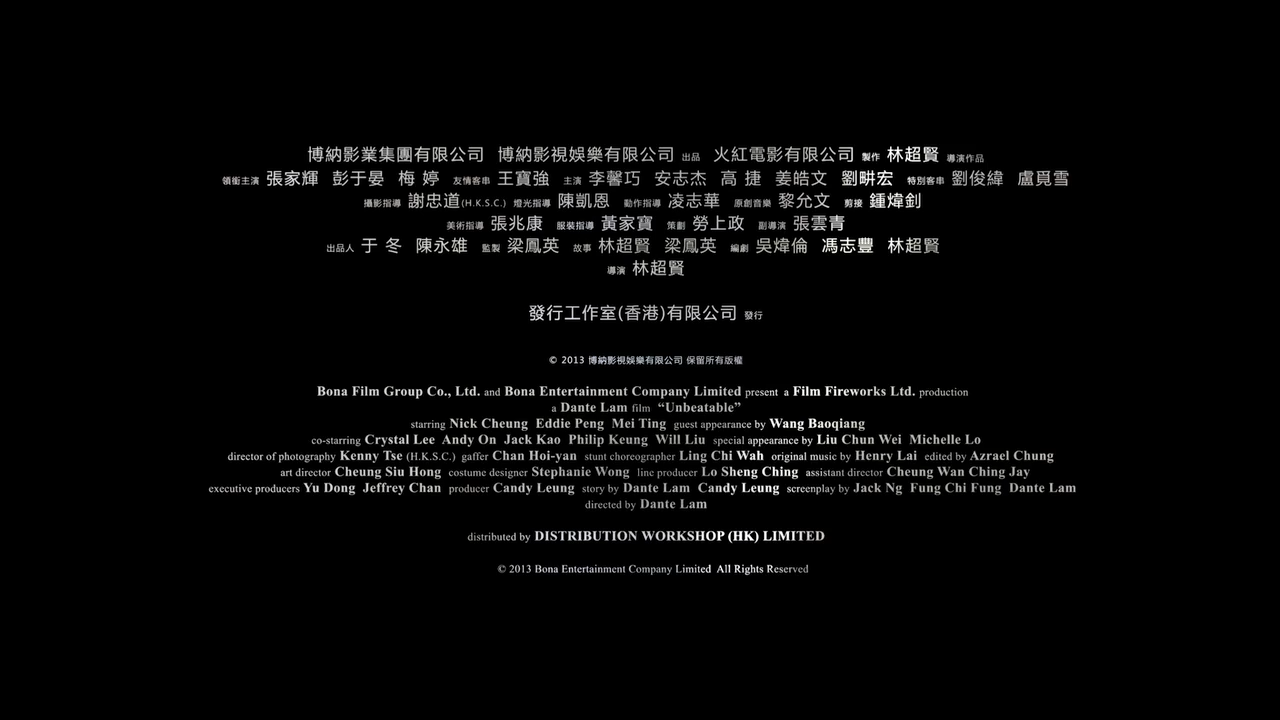 博納影業集團有限公司 博納影視娛樂有限公司 出品 火紅電影有限公司 製作 林超賢 導演作品
領銜主演 張家輝 彭于晏 梅 婷 友情客串 王寶強 主演 李馨巧 安志杰 高 捷 姜皓文 劉畊宏 特別客串 劉俊緯 盧覓雪
攝影指導 謝忠道(H.K.S.C.) 燈光指導 陳凱恩 動作指導 凌志華 原創音樂 黎允文 剪接 鍾煒釗
美術指導 張兆康 服裝指導 黃家寶 策劃 勞上政 副導演 張雲青
出品人 于 冬 陳永雄 監製 梁鳳英 故事 林超賢 梁鳳英 編劇 吳煒倫 馮志豐 林超賢
導演 林超賢
發行工作室(香港)有限公司 發行
© 2013 博納影視娛樂有限公司 保留所有版權
Bona Film Group Co., Ltd. and Bona Entertainment Company Limited present a Film Fireworks Ltd. production
a Dante Lam film “Unbeatable”
starring Nick Cheung Eddie Peng Mei Ting guest appearance by Wang Baoqiang
co-starring Crystal Lee Andy On Jack Kao Philip Keung Will Liu special appearance by Liu Chun Wei Michelle Lo
director of photography Kenny Tse (H.K.S.C.) gaffer Chan Hoi-yan stunt choreographer Ling Chi Wah original music by Henry Lai edited by Azrael Chung
art director Cheung Siu Hong costume designer Stephanie Wong line producer Lo Sheng Ching assistant director Cheung Wan Ching Jay
executive producers Yu Dong Jeffrey Chan producer Candy Leung story by Dante Lam Candy Leung screenplay by Jack Ng Fung Chi Fung Dante Lam
directed by Dante Lam
distributed by DISTRIBUTION WORKSHOP (HK) LIMITED
© 2013 Bona Entertainment Company Limited All Rights Reserved